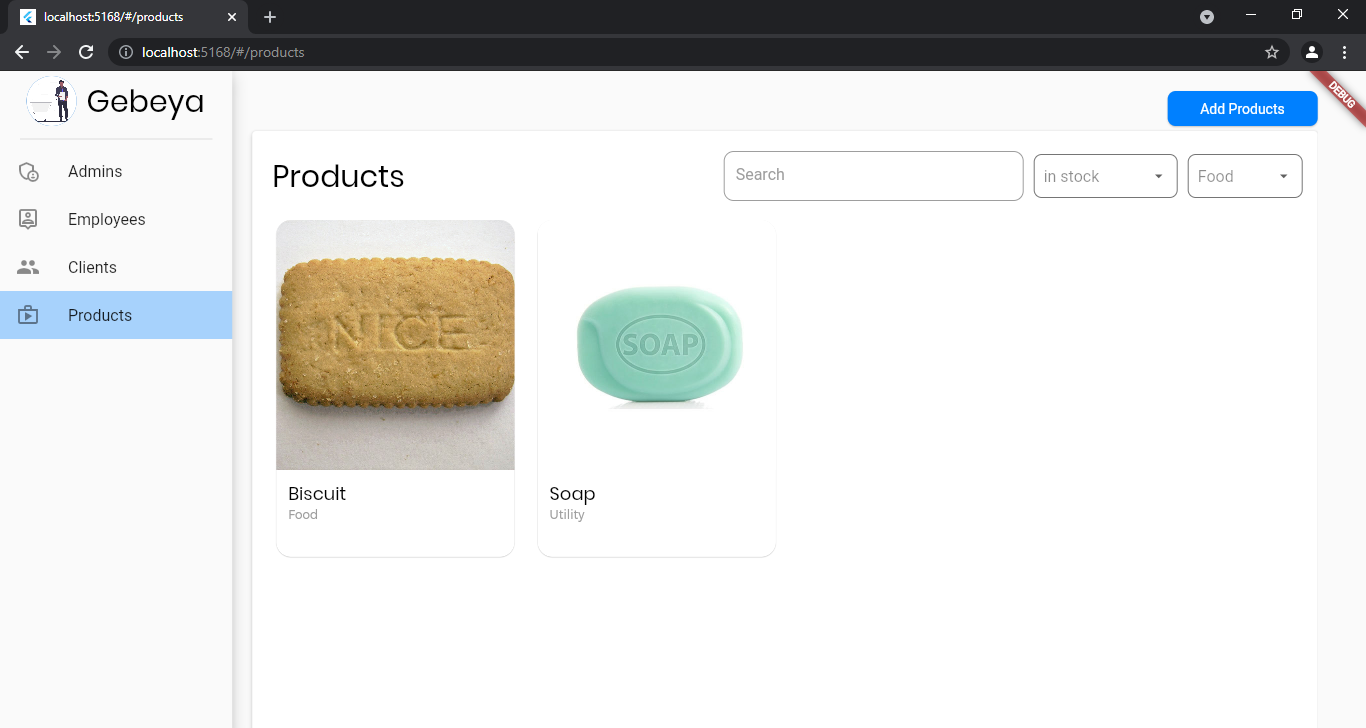 localhost:5168/#/products
localhost:5168/#/products
DEBUG
Gebeya
Add Products
Admins
Employees
Clients
Products
Products
Search
in stock
Food
NICE
SOAP
Biscuit
Food
Soap
Utility